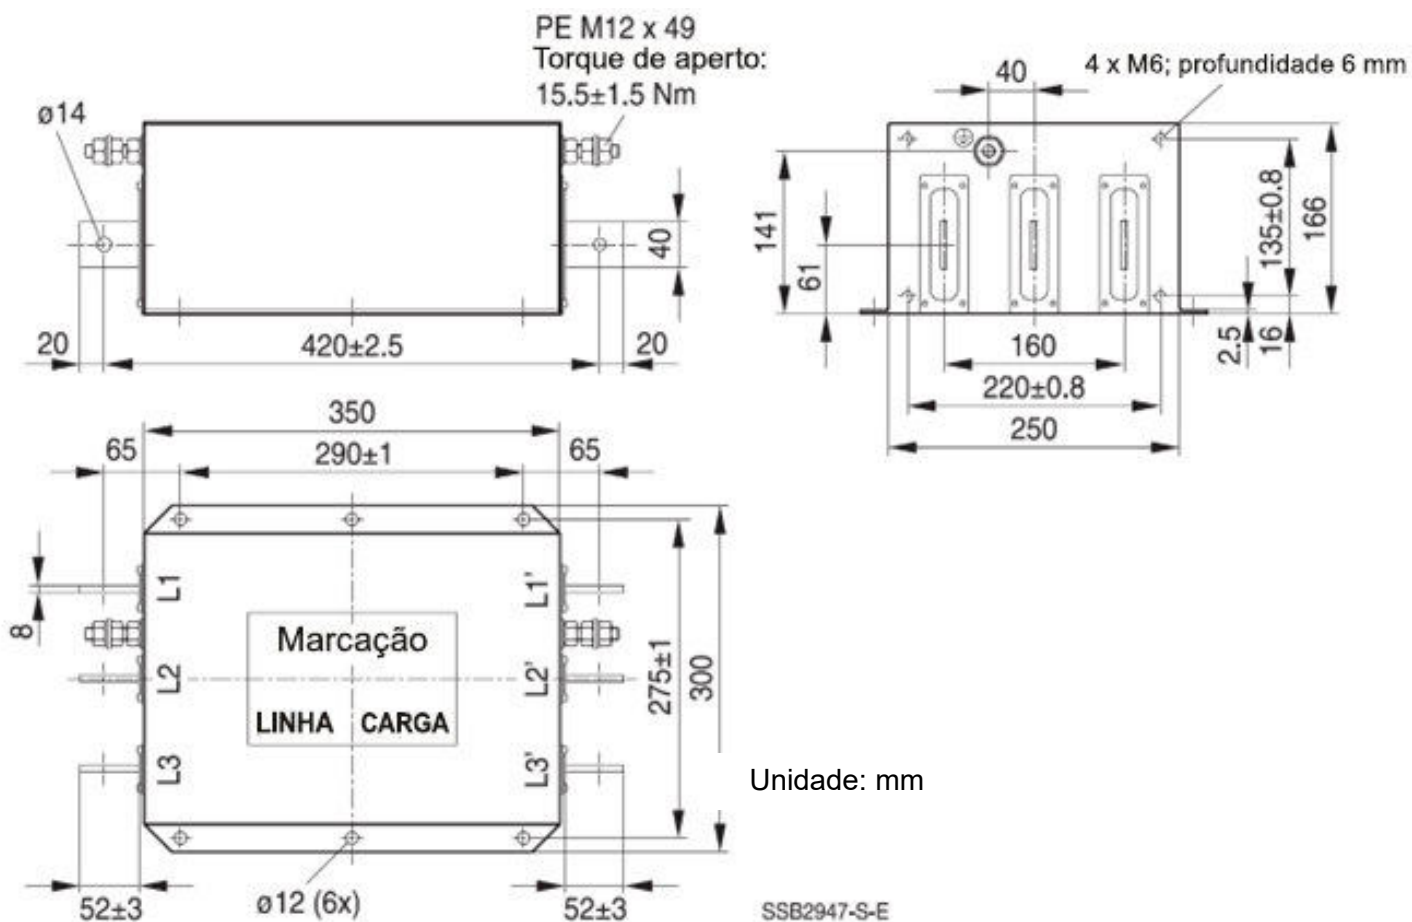 PE M12 x 49
Torque de aperto:
15.5±1.5 Nm
ø14
40
20
420±2.5
20
40
4 x M6; profundidade 6 mm
141
61
135±0.8
166
2.5
16
160
220±0.8
250
350
65
290±1
65
L1
L1'
8
Marcação
L2
L2'
LINHA CARGA
L3
L3'
275±1
300
Unidade: mm
52±3
ø12 (6x)
52±3
SSB2947-S-E